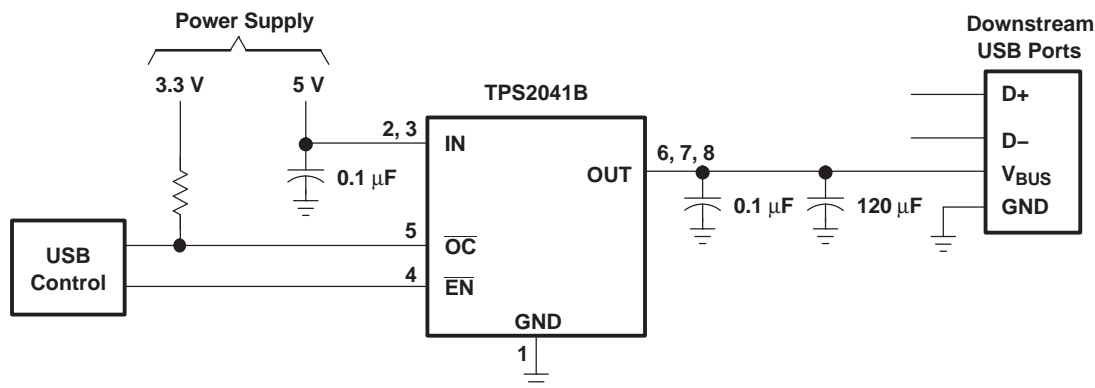 Power Supply
3.3 V
5 V
TPS2041B
Downstream
USB Ports
D+
D−
V_BUS
GND
2, 3
IN
0.1 µF
OUT
6, 7, 8
0.1 µF
120 µF
USB
Control
5
OC
4
EN
GND
1